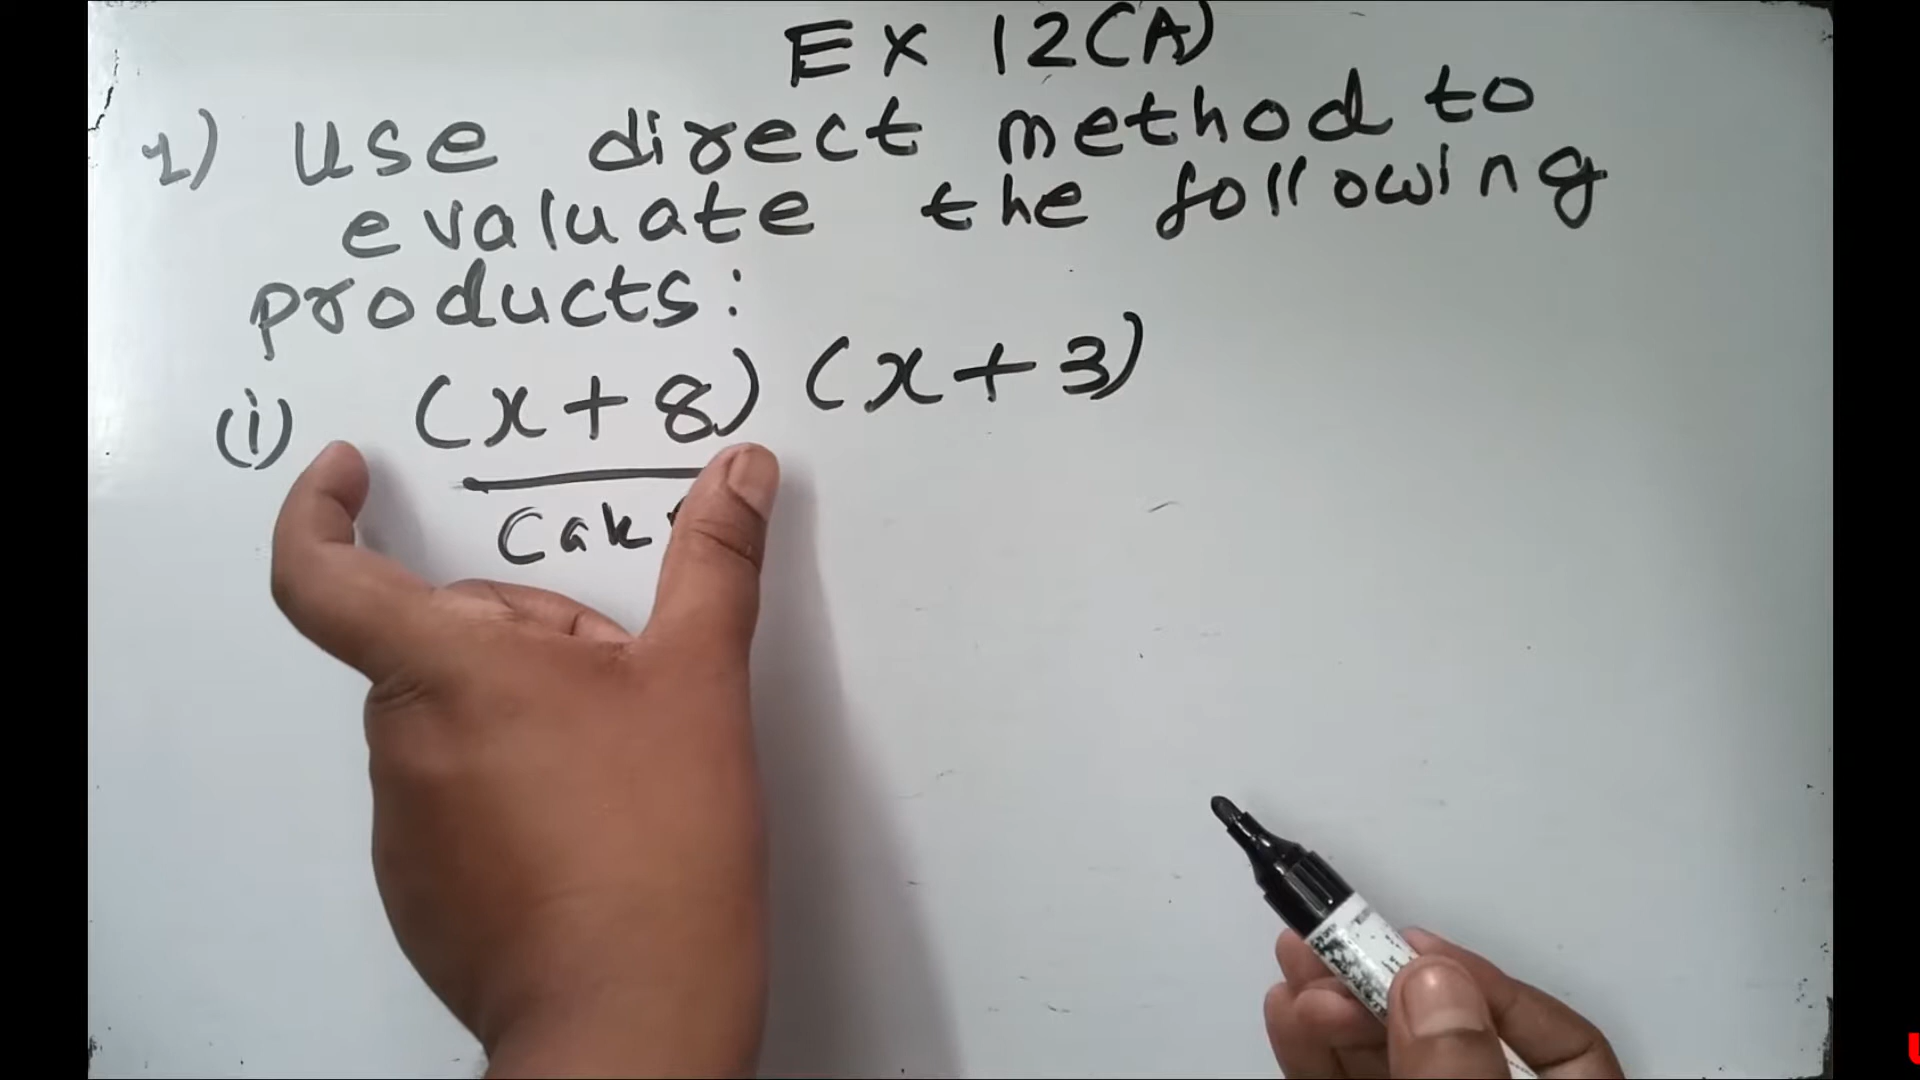 Ex 12(A)
1) Use direct method to
evaluate the following
products:
(i) (x+8) (x+3)